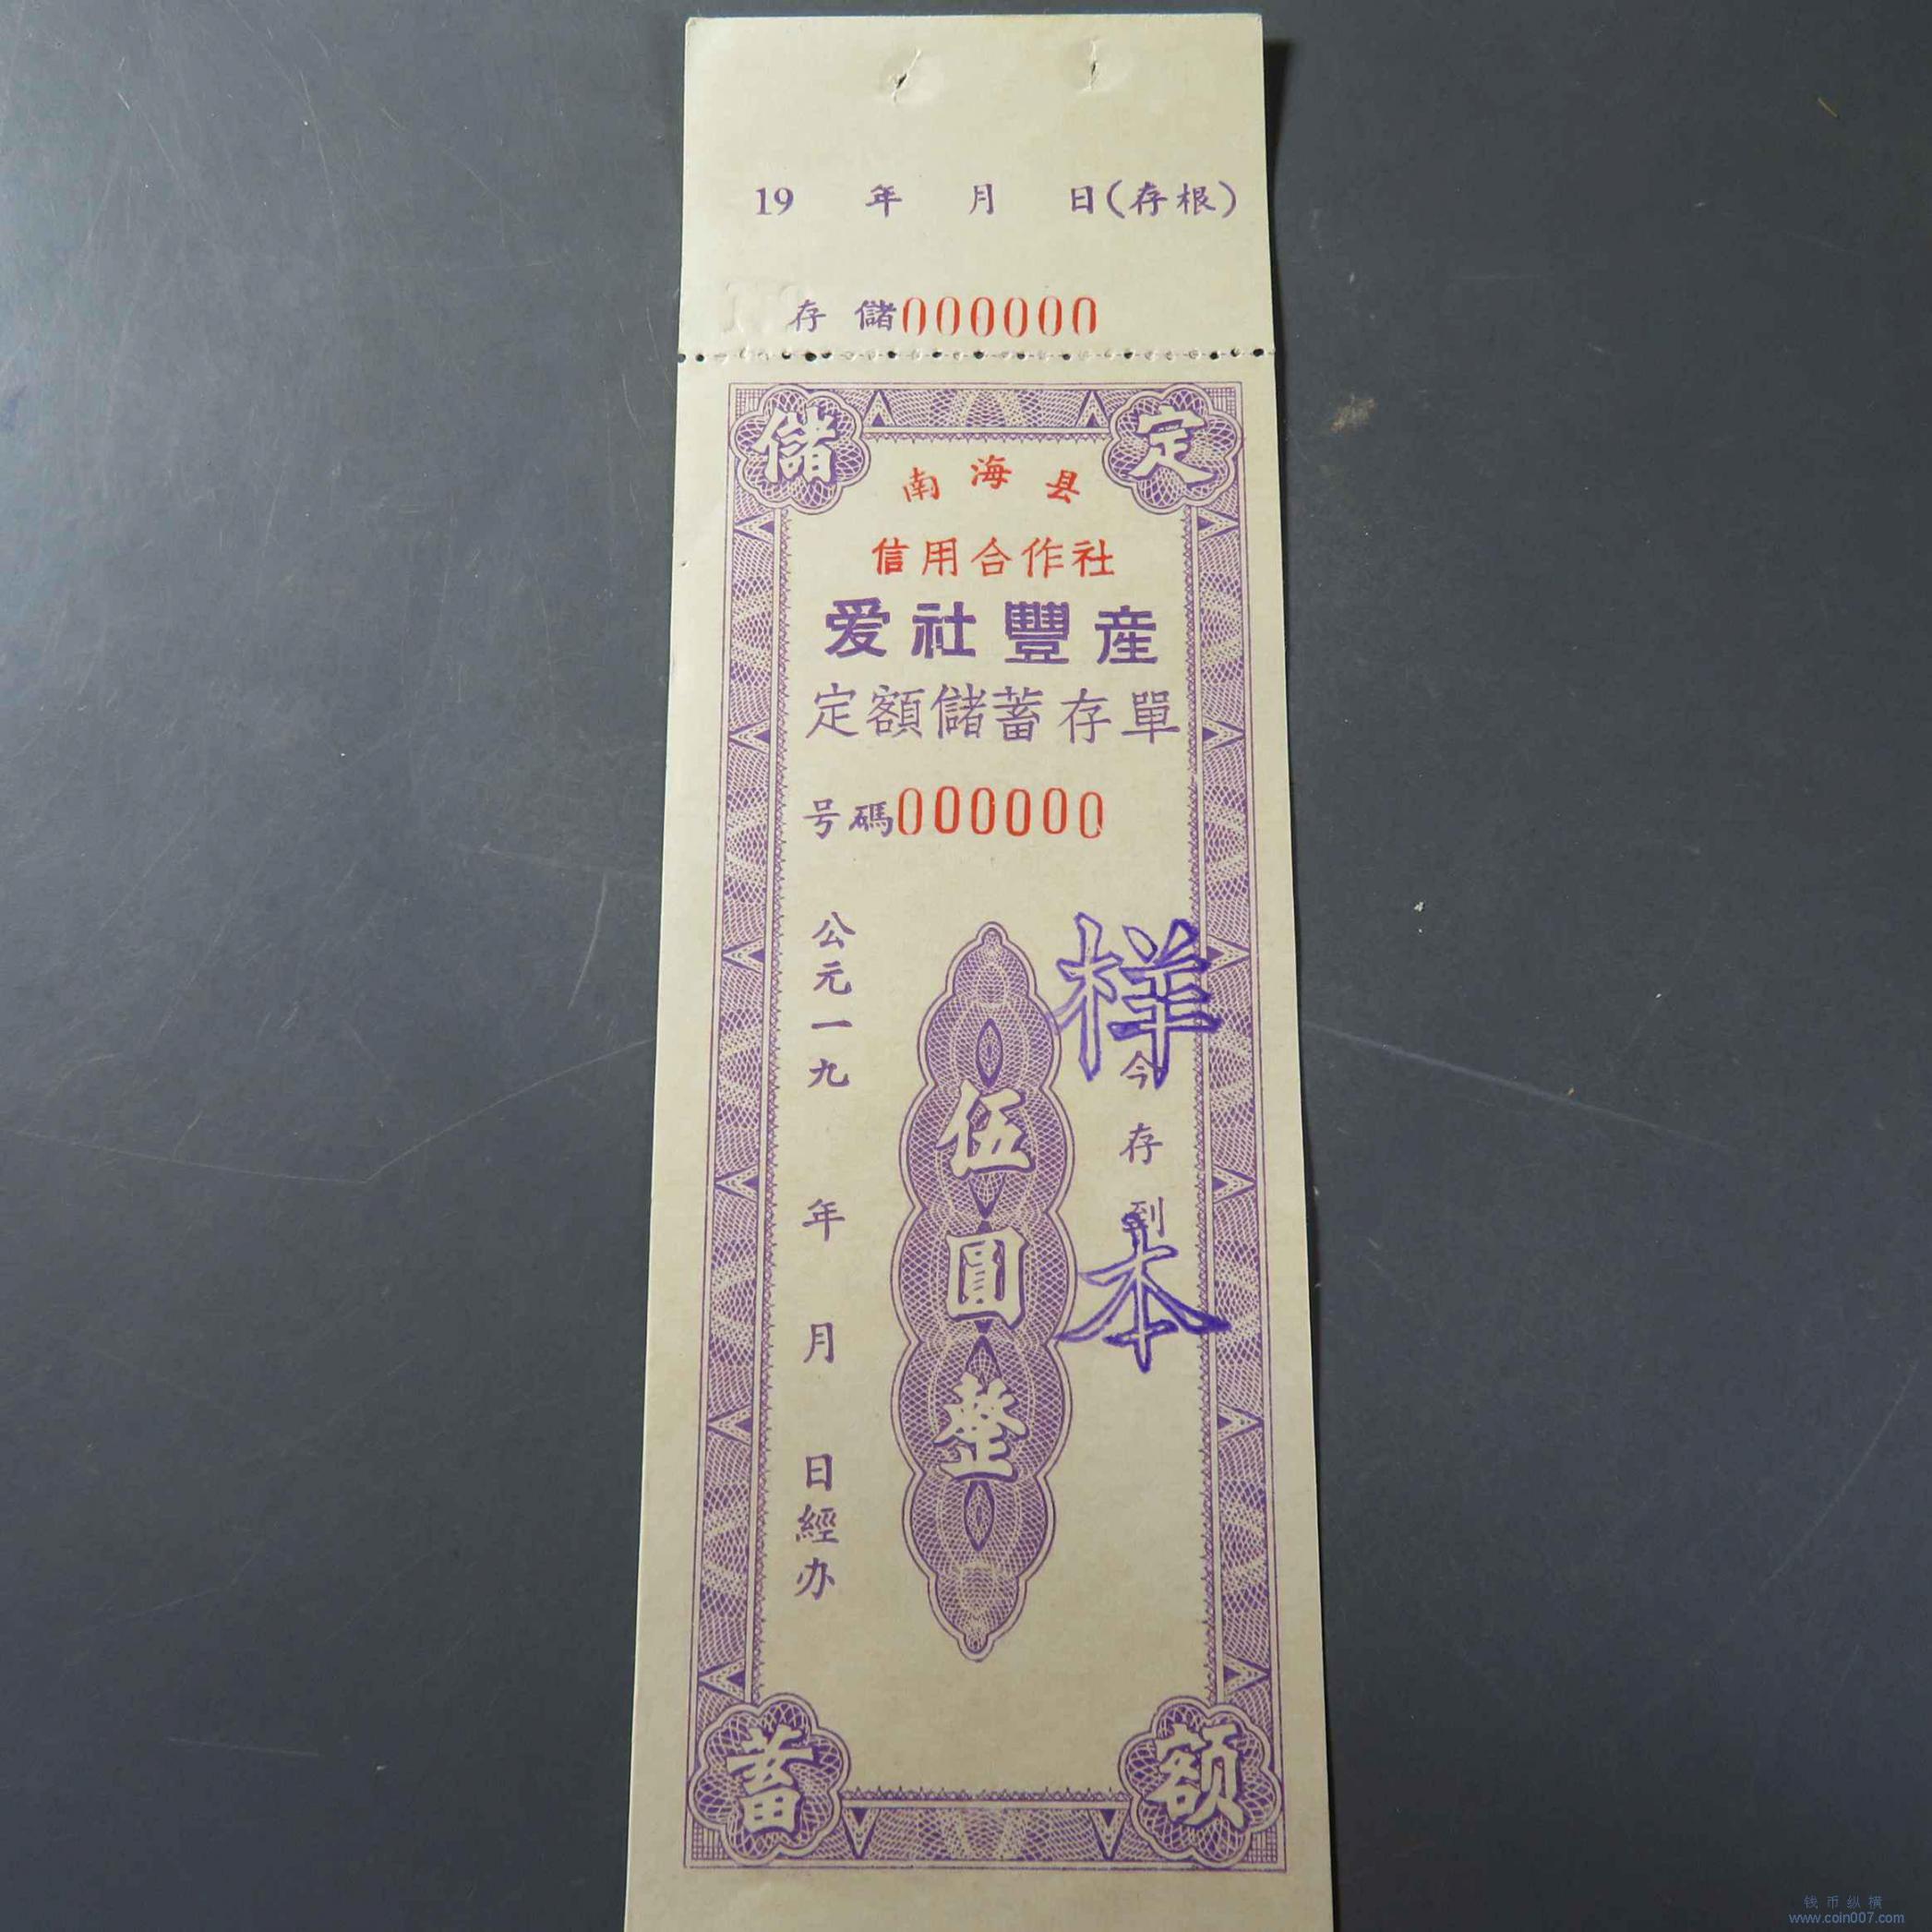 19 年 月 日(存根)
存 儲000000
定額儲蓄
南海县
信用合作社
爱社豐產
定額儲蓄存單
号碼000000
今存到
样本
伍圓整
公元一九 年 月 日經办
钱币纵横
www.coin007.com